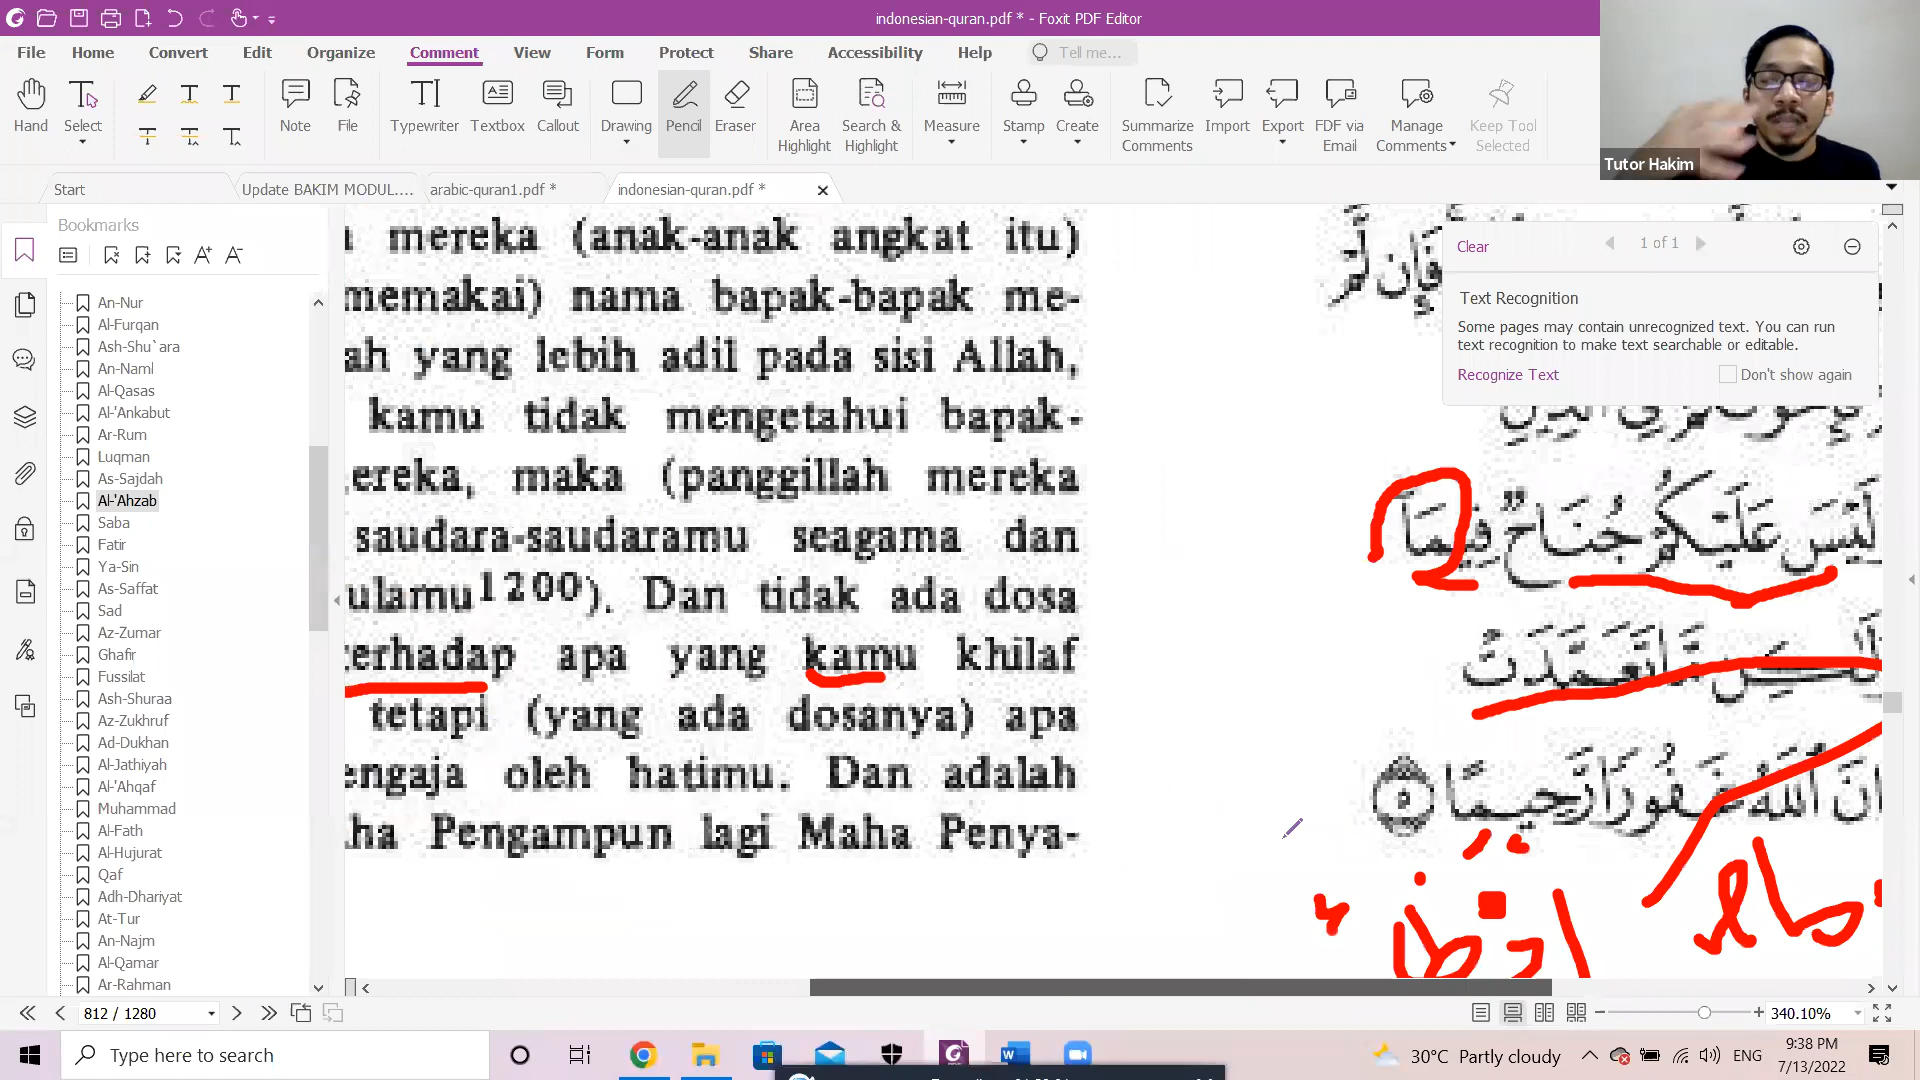 indonesian-quran.pdf * - Foxit PDF Editor
File Home Convert Edit Organize Comment View Form Protect Share Accessibility Help Tell me...
Hand Select Note File Typewriter Textbox Callout Drawing Pencil Eraser Area Highlight Search & Highlight Measure Stamp Create Summarize Comments Import Export FDF via Email Manage Comments Keep Tool Selected
Tutor Hakim
Start Update BAKIM MODUL.... arabic-quran1.pdf * indonesian-quran.pdf *
Bookmarks
An-Nur
Al-Furqan
Ash-Shu`ara
An-Naml
Al-Qasas
Al-'Ankabut
Ar-Rum
Luqman
As-Sajdah
Al-'Ahzab
Saba
Fatir
Ya-Sin
As-Saffat
Sad
Az-Zumar
Ghafir
Fussilat
Ash-Shuraa
Az-Zukhruf
Ad-Dukhan
Al-Jathiyah
Al-'Ahqaf
Muhammad
Al-Fath
Al-Hujurat
Qaf
Adh-Dhariyat
At-Tur
An-Najm
Al-Qamar
Ar-Rahman
mereka (anak-anak angkat itu)
memakai) nama bapak-bapak me-
ah yang lebih adil pada sisi Allah,
kamu tidak mengetahui bapak-
ereka, maka (panggillah mereka
saudara-saudaramu seagama dan
ulamu1200). Dan tidak ada dosa
erhadap apa yang kamu khilaf
tetapi (yang ada dosanya) apa
engaja oleh hatimu. Dan adalah
ha Pengampun lagi Maha Penya-
Clear 1 of 1
Text Recognition
Some pages may contain unrecognized text. You can run
text recognition to make text searchable or editable.
Recognize Text Don't show again
لَيْسَ عَلَيْكُمْ جُنَاحٌ فِيمَا
مَّا تَعَمَّدَتْ
اللَّهُ غَفُورًا رَّحِيمًا ٥
812 / 1280 340.10%
Type here to search 30°C Partly cloudy ENG 9:38 PM
7/13/2022